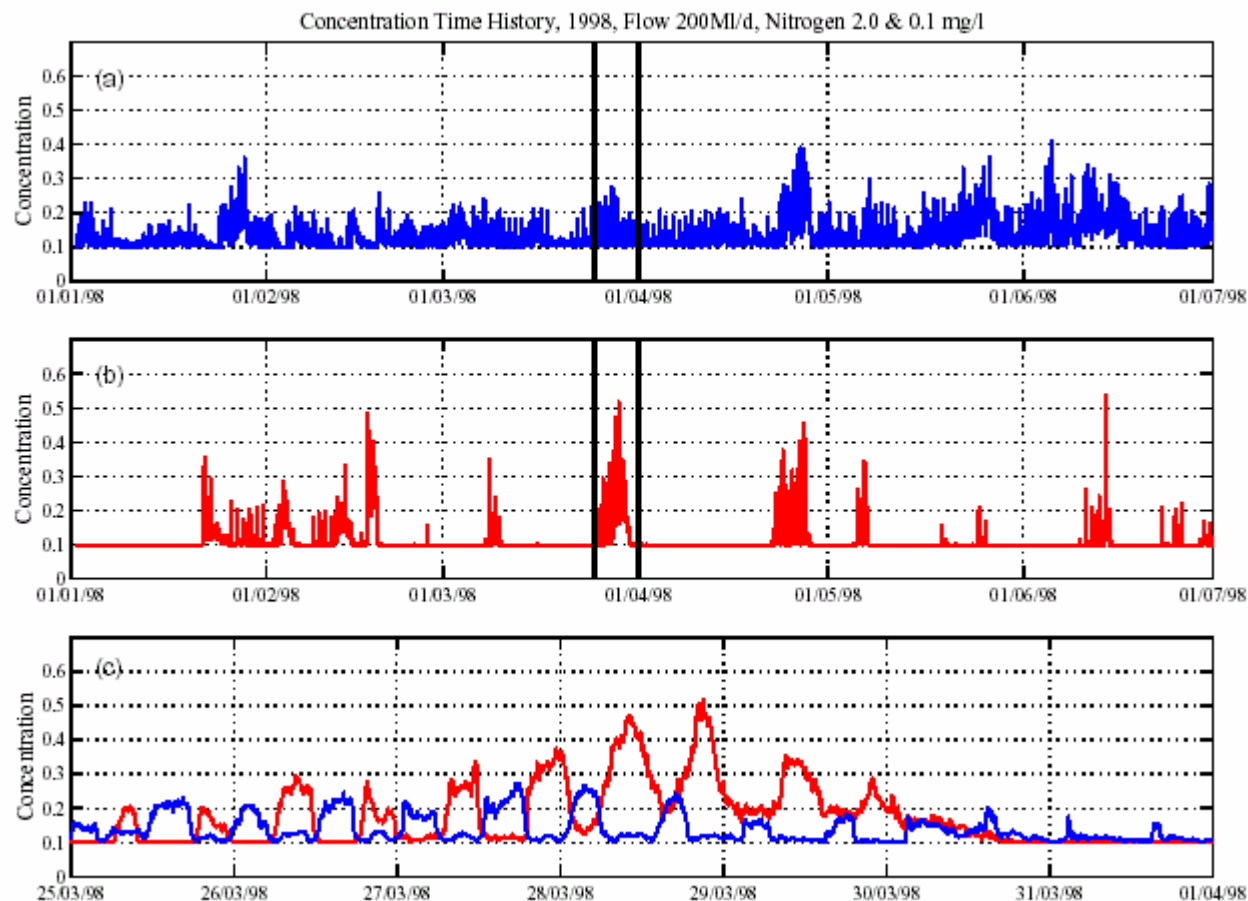 Concentration Time History, 1998, Flow 200Ml/d, Nitrogen 2.0 & 0.1 mg/l
(a)
Concentration
0.6
0.5
0.4
0.3
0.2
0.1
0
01/01/98 01/02/98 01/03/98 01/04/98 01/05/98 01/06/98 01/07/98
(b)
Concentration
0.6
0.5
0.4
0.3
0.2
0.1
0
01/01/98 01/02/98 01/03/98 01/04/98 01/05/98 01/06/98 01/07/98
(c)
Concentration
0.6
0.5
0.4
0.3
0.2
0.1
0
25/03/98 26/03/98 27/03/98 28/03/98 29/03/98 30/03/98 31/03/98 01/04/98